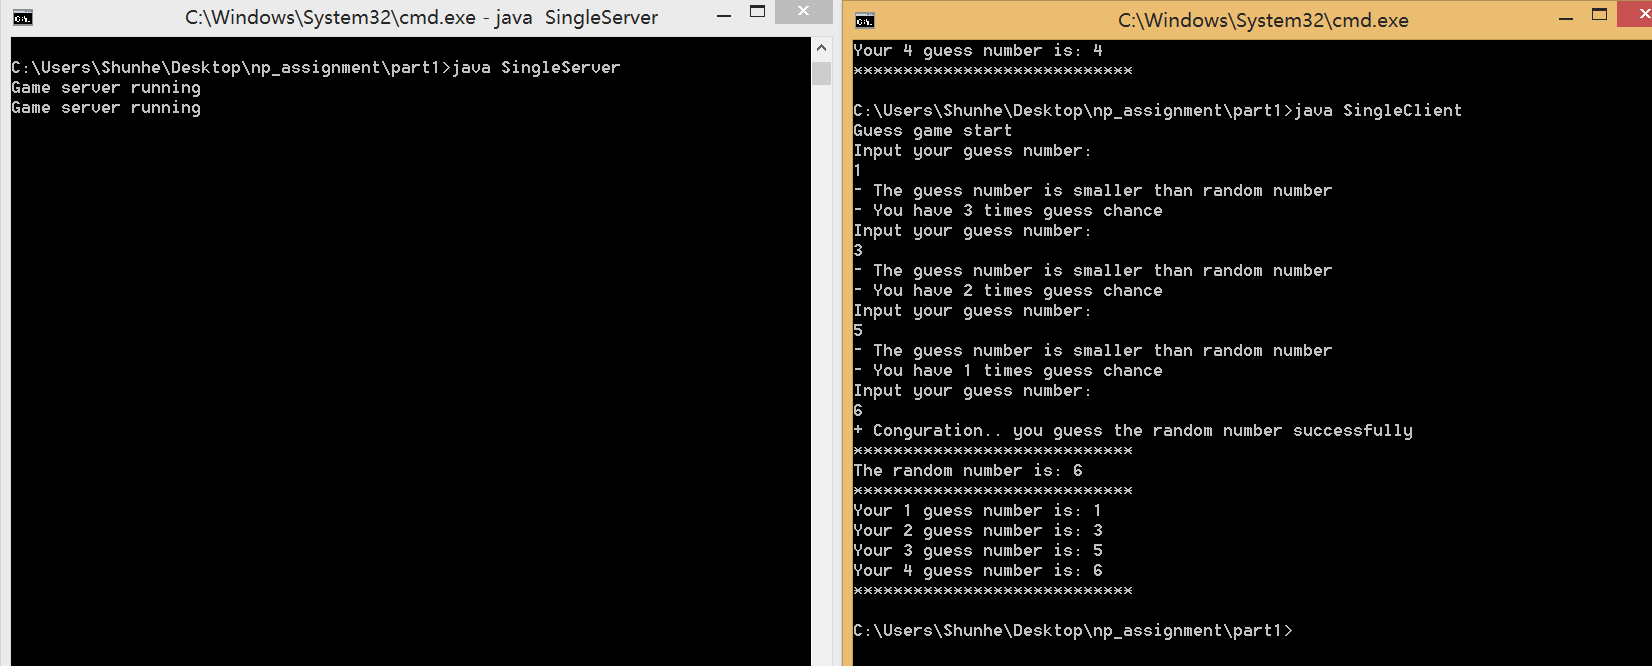 C:\Windows\System32\cmd.exe - java  SingleServer
C:\Users\Shunhe\Desktop\np_assignment\part1>java SingleServer
Game server running
Game server running
C:\Windows\System32\cmd.exe
Your 4 guess number is: 4
****************************
C:\Users\Shunhe\Desktop\np_assignment\part1>java SingleClient
Guess game start
Input your guess number:
1
- The guess number is smaller than random number
- You have 3 times guess chance
Input your guess number:
3
- The guess number is smaller than random number
- You have 2 times guess chance
Input your guess number:
5
- The guess number is smaller than random number
- You have 1 times guess chance
Input your guess number:
6
+ Conguration.. you guess the random number successfully
****************************
The random number is: 6
****************************
Your 1 guess number is: 1
Your 2 guess number is: 3
Your 3 guess number is: 5
Your 4 guess number is: 6
****************************
C:\Users\Shunhe\Desktop\np_assignment\part1>